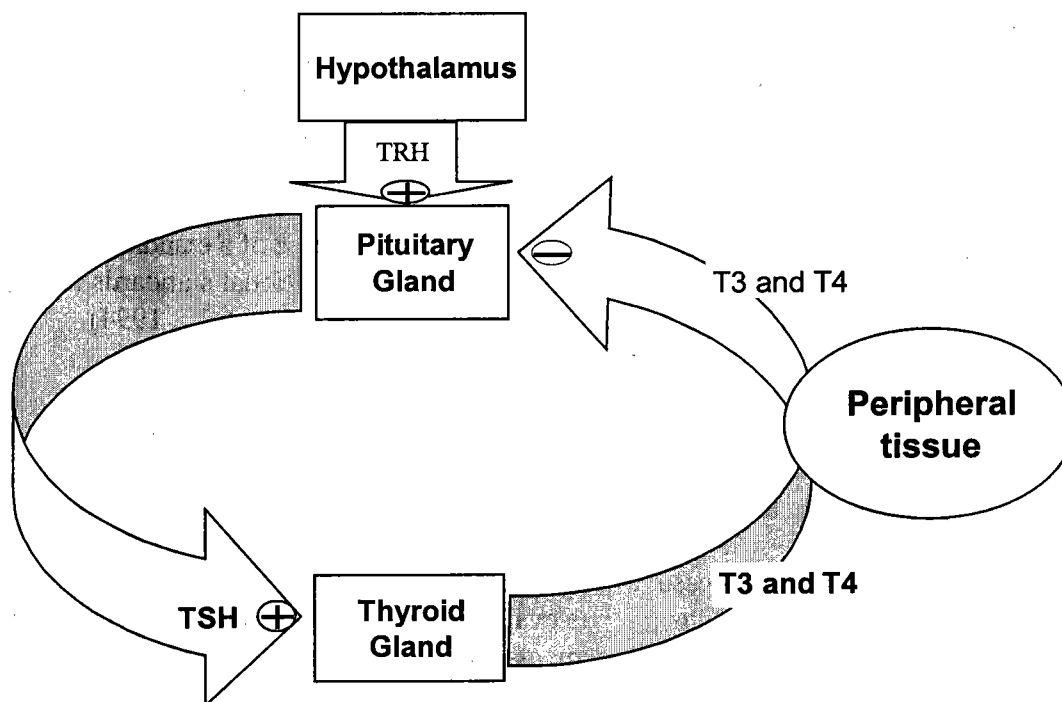 Hypothalamus
TRH
+
Pituitary
Gland
−
T3 and T4
Peripheral
tissue
T3 and T4
TSH +
Thyroid
Gland